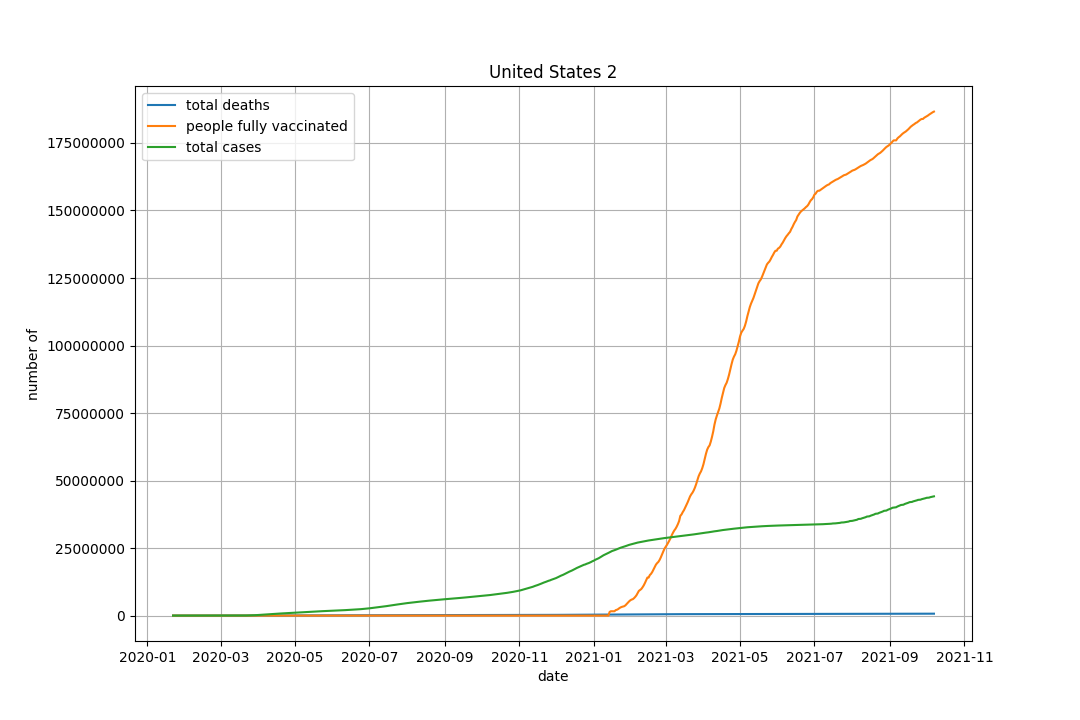 United States 2
total deaths
people fully vaccinated
total cases
175000000
150000000
125000000
100000000
75000000
50000000
25000000
0
number of
2020-01 2020-03 2020-05 2020-07 2020-09 2020-11 2021-01 2021-03 2021-05 2021-07 2021-09 2021-11
date